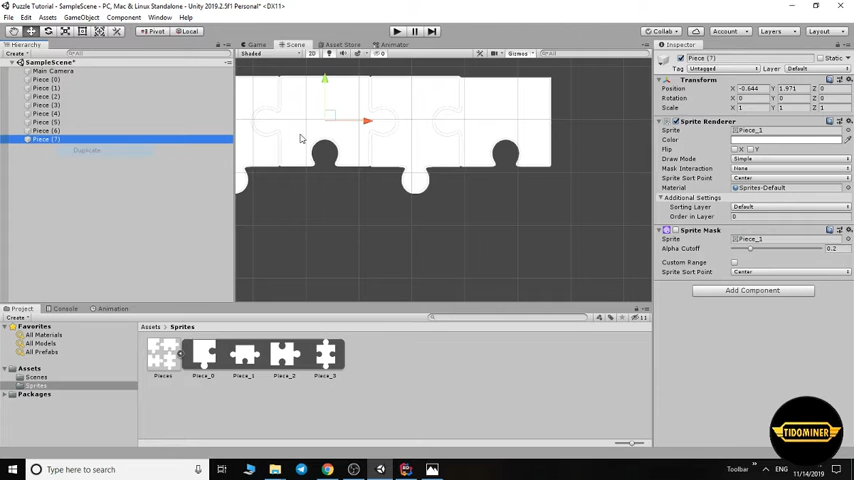 Puzzle Tutorial - SampleScene - PC, Mac & Linux Standalone - Unity 2019.2.5f1 Personal* <DX11>
File Edit Assets GameObject Component Window Help
Pivot Local Collab Account Layers Layout
Hierarchy
Create All
SampleScene*
Main Camera
Piece (0)
Piece (1)
Piece (2)
Piece (3)
Piece (4)
Piece (5)
Piece (6)
Piece (7)
Duplicate
Game Scene Asset Store Animator
Shaded 2D 0 Gizmos All
Inspector
Piece (7) Static
Tag Untagged Layer Default
Transform
Position X -0.644 Y 1.971 Z 0
Rotation X 0 Y 0 Z 0
Scale X 1 Y 1 Z 1
Sprite Renderer
Sprite Piece_1
Color
Flip X Y
Draw Mode Simple
Mask Interaction None
Sprite Sort Point Center
Material Sprites-Default
Additional Settings
Sorting Layer Default
Order in Layer 0
Sprite Mask
Sprite Piece_1
Alpha Cutoff 0.2
Custom Range
Sprite Sort Point Center
Add Component
Project Console Animation
Create
11
Favorites
All Materials
All Models
All Prefabs
Assets
Scenes
Sprites
Packages
Assets > Sprites
Pieces Piece_0 Piece_1 Piece_2 Piece_3
TIDOMINER
Type here to search
Toolbar ENG
11/14/2019